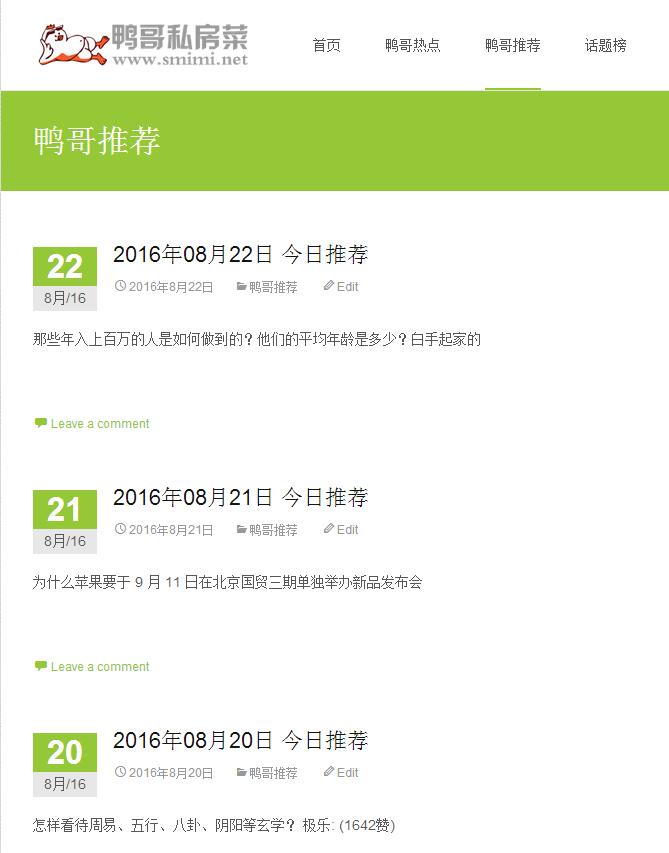 鸭哥私房菜
www.smimi.net
首页 鸭哥热点 鸭哥推荐 话题榜
鸭哥推荐
22
8月/16
2016年08月22日 今日推荐
2016年8月22日 鸭哥推荐 Edit
那些年入上百万的人是如何做到的？他们的平均年龄是多少？白手起家的
Leave a comment
21
8月/16
2016年08月21日 今日推荐
2016年8月21日 鸭哥推荐 Edit
为什么苹果要于 9 月 11 日在北京国贸三期单独举办新品发布会
Leave a comment
20
8月/16
2016年08月20日 今日推荐
2016年8月20日 鸭哥推荐 Edit
怎样看待周易、五行、八卦、阴阳等玄学？ 极乐: (1642赞)